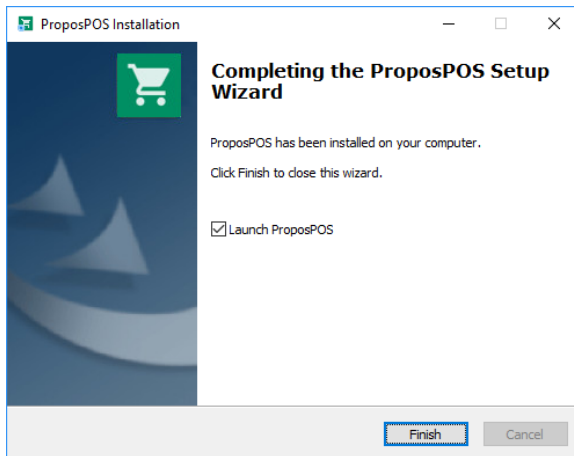 ProposPOS Installation
Completing the ProposPOS Setup
Wizard
ProposPOS has been installed on your computer.
Click Finish to close this wizard.
Launch ProposPOS
Finish
Cancel